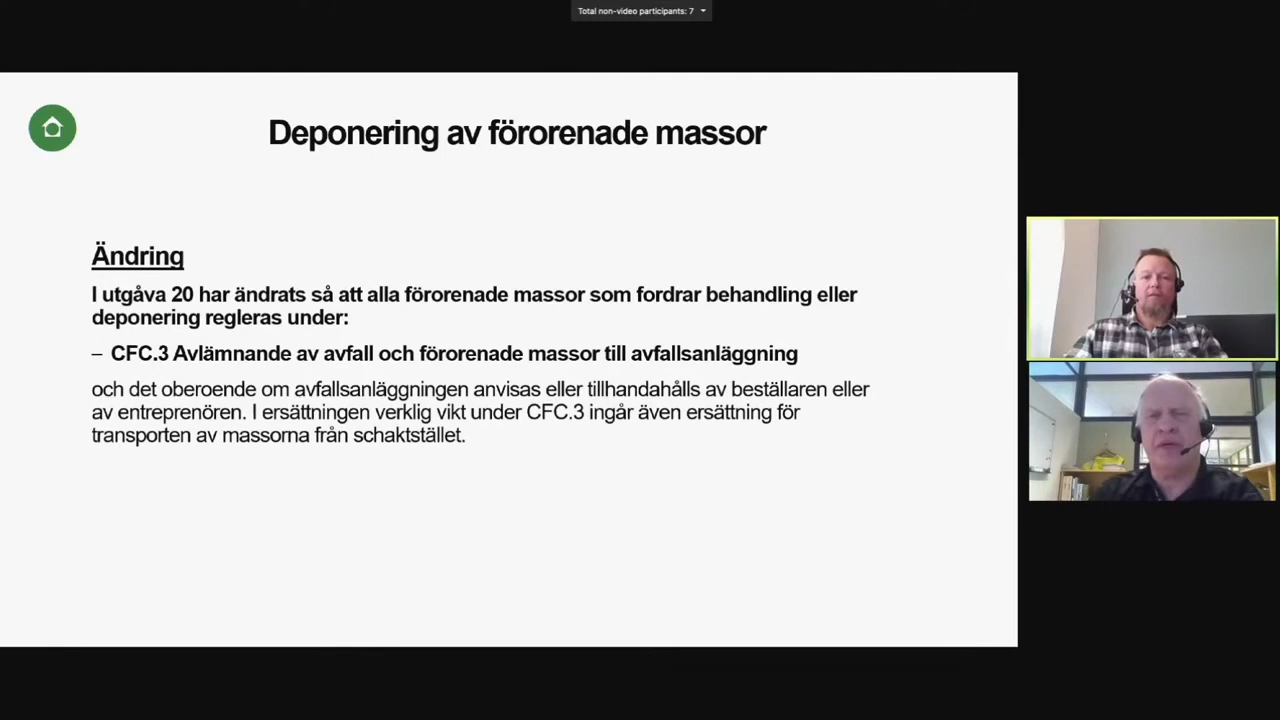 Total non-video participants: 7
Deponering av förorenade massor
Ändring
I utgåva 20 har ändrats så att alla förorenade massor som fordrar behandling eller
deponering regleras under:
– CFC.3 Avlämnande av avfall och förorenade massor till avfallsanläggning
och det oberoende om avfallsanläggningen anvisas eller tillhandahålls av beställaren eller
av entreprenören. I ersättningen verklig vikt under CFC.3 ingår även ersättning för
transporten av massorna från schaktstället.